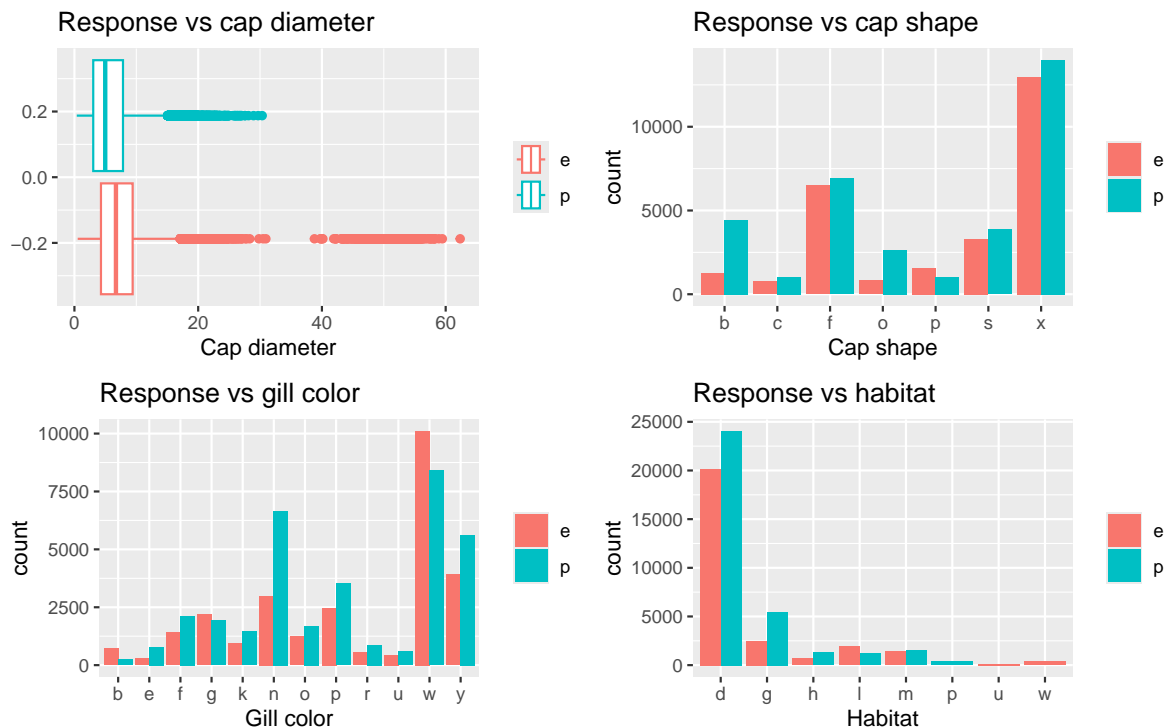 Response vs cap diameter
0.2
0.0
−0.2
0
20
40
60
Cap diameter
e
p
Response vs cap shape
10000
5000
0
count
b
c
f
o
p
s
x
Cap shape
e
p
Response vs gill color
10000
7500
5000
2500
0
count
b
e
f
g
k
n
o
p
r
u
w
y
Gill color
e
p
Response vs habitat
25000
20000
15000
10000
5000
0
count
d
g
h
l
m
p
u
w
Habitat
e
p